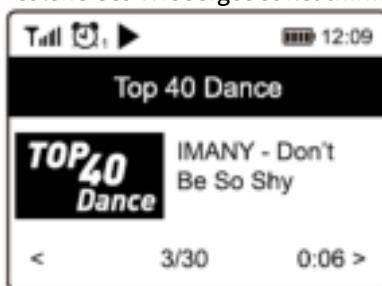 12:09
Top 40 Dance
TOP 40
Dance
IMANY - Don't
Be So Shy
< 3/30 0:06 >